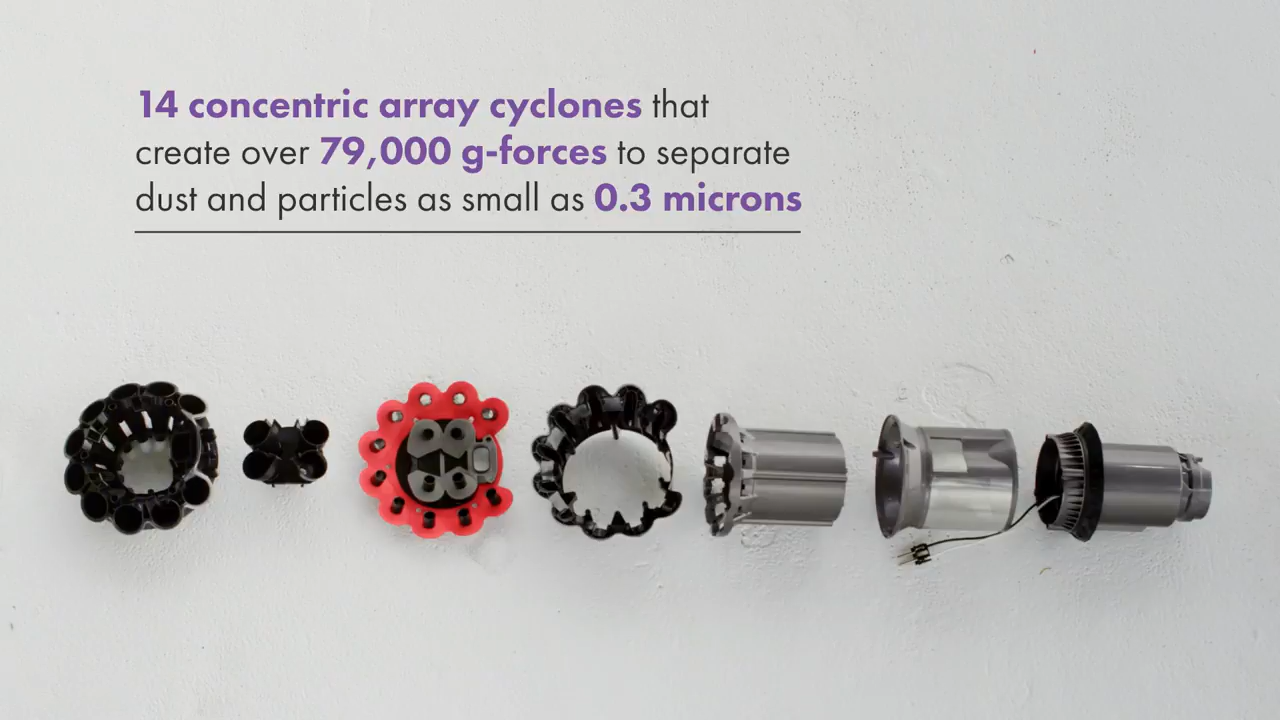 14 concentric array cyclones that
create over 79,000 g-forces to separate
dust and particles as small as 0.3 microns